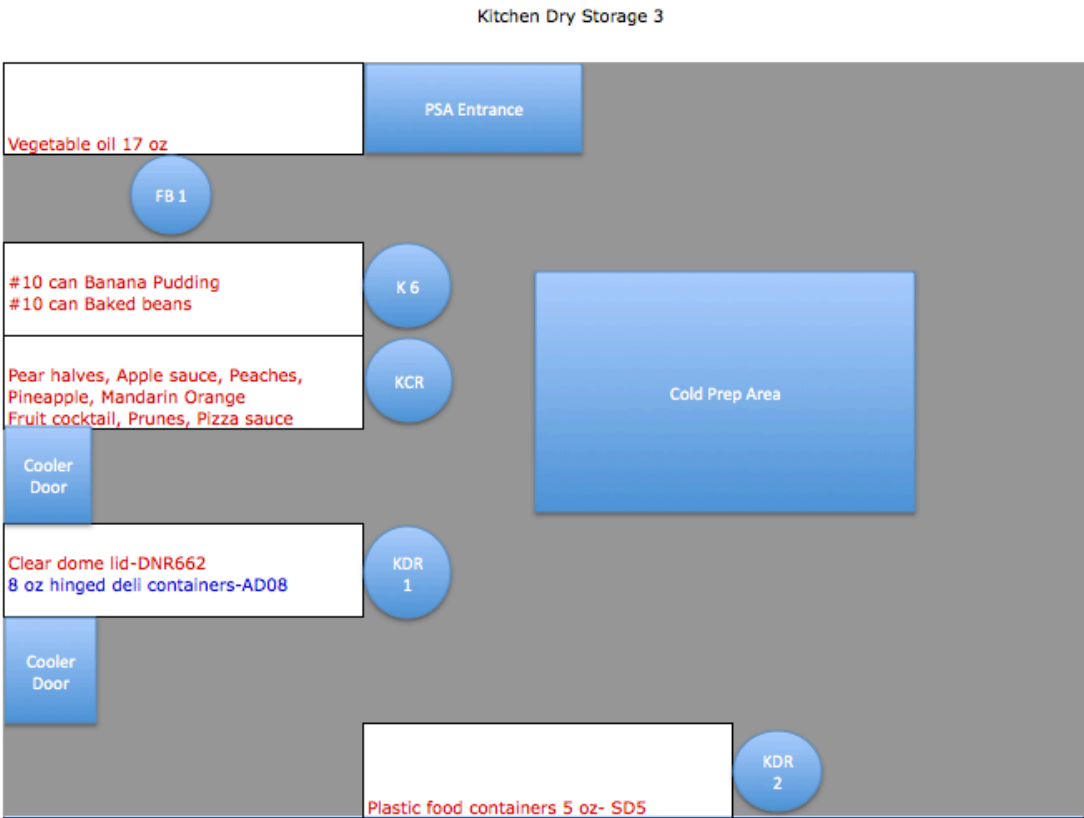 Kitchen Dry Storage 3
PSA Entrance
Vegetable oil 17 oz
FB 1
#10 can Banana Pudding
#10 can Baked beans
K 6
Pear halves, Apple sauce, Peaches,
Pineapple, Mandarin Orange
Fruit cocktail, Prunes, Pizza sauce
KCR
Cold Prep Area
Cooler
Door
Clear dome lid-DNR662
8 oz hinged deli containers-AD08
KDR
1
Cooler
Door
Plastic food containers 5 oz- SD5
KDR
2